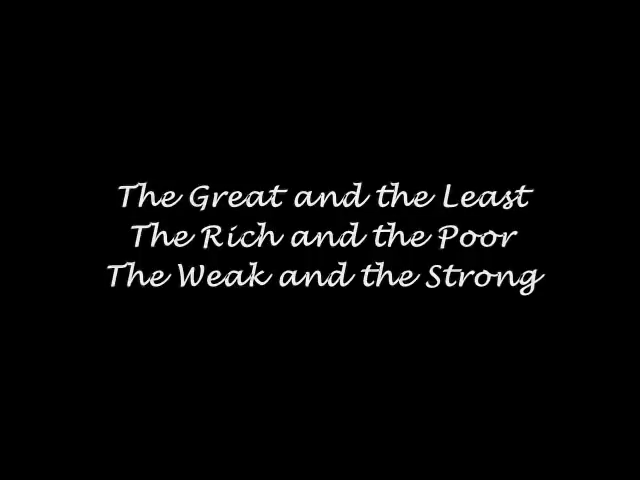 The Great and the Least
The Rich and the Poor
The Weak and the Strong